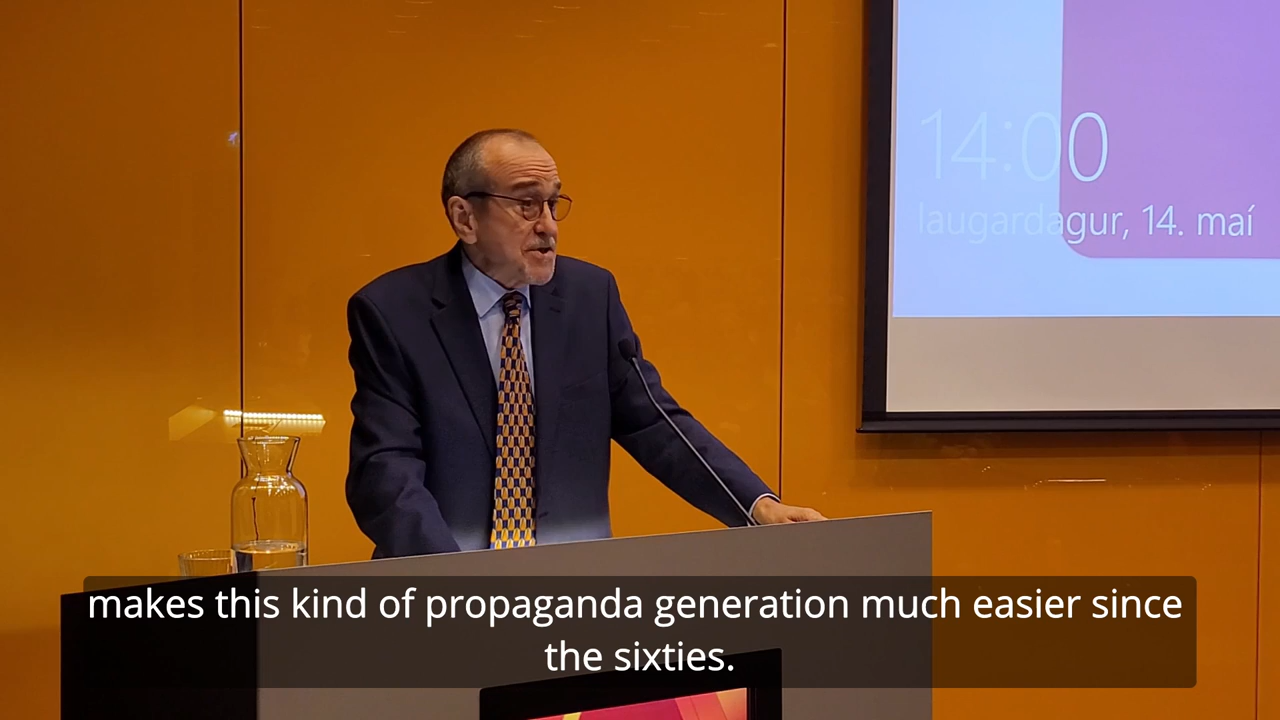 14:00
laugardagur, 14. maí
makes this kind of propaganda generation much easier since
the sixties.